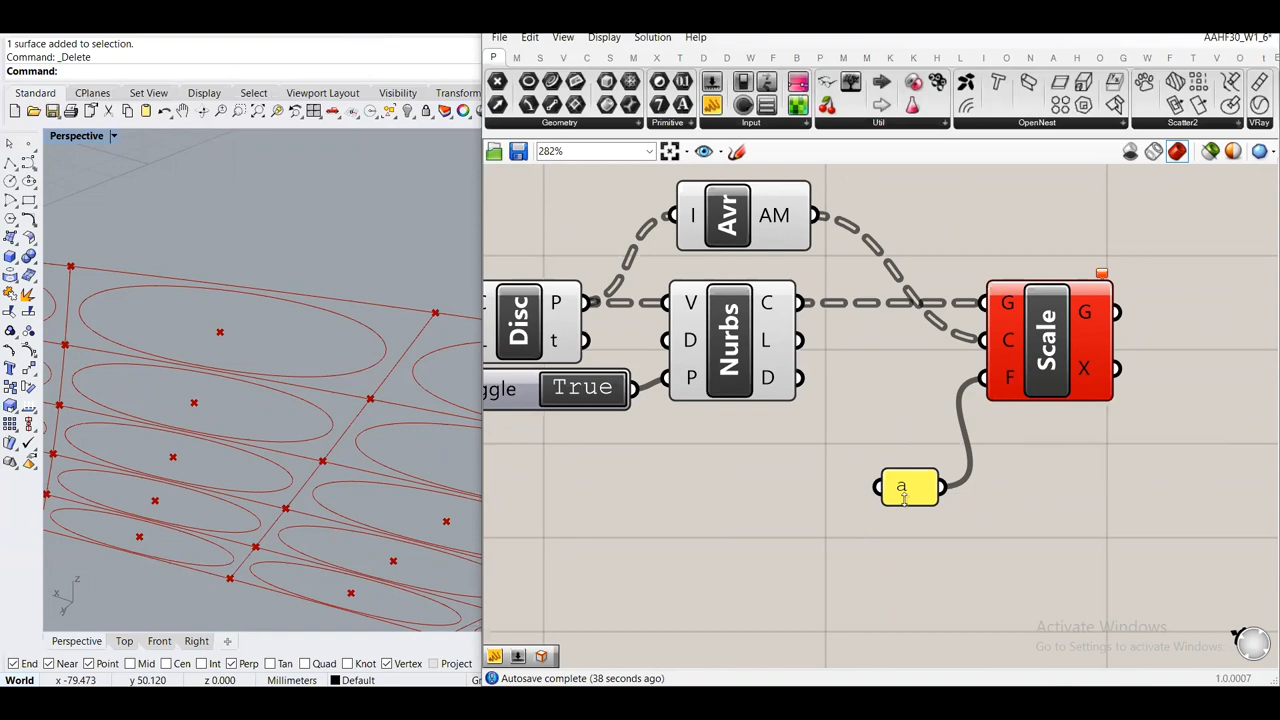 1 surface added to selection.
Command: _Delete
Command:
Standard CPlanes Set View Display Select Viewport Layout Visibility Transform
Perspective
File Edit View Display Solution Help AAHF30_W1_6*
P M S V C S M I X T D A B W F L H K E L I O N O B A S K O V O t
Geometry Primitive Input Util OpenNest Scatter2 VRay
282%
I Avr AM
C Disc P t
V D P Nurbs C L D
ggle True
G C F Scale G X
a
z
x
y
Activate Windows
Go to Settings to activate Windows.
Perspective Top Front Right
End Near Point Mid Cen Int Perp Tan Quad Knot Vertex Project
World x -79.473 y 50.120 z 0.000 Millimeters Default Gr
Autosave complete (38 seconds ago) 1.0.0007